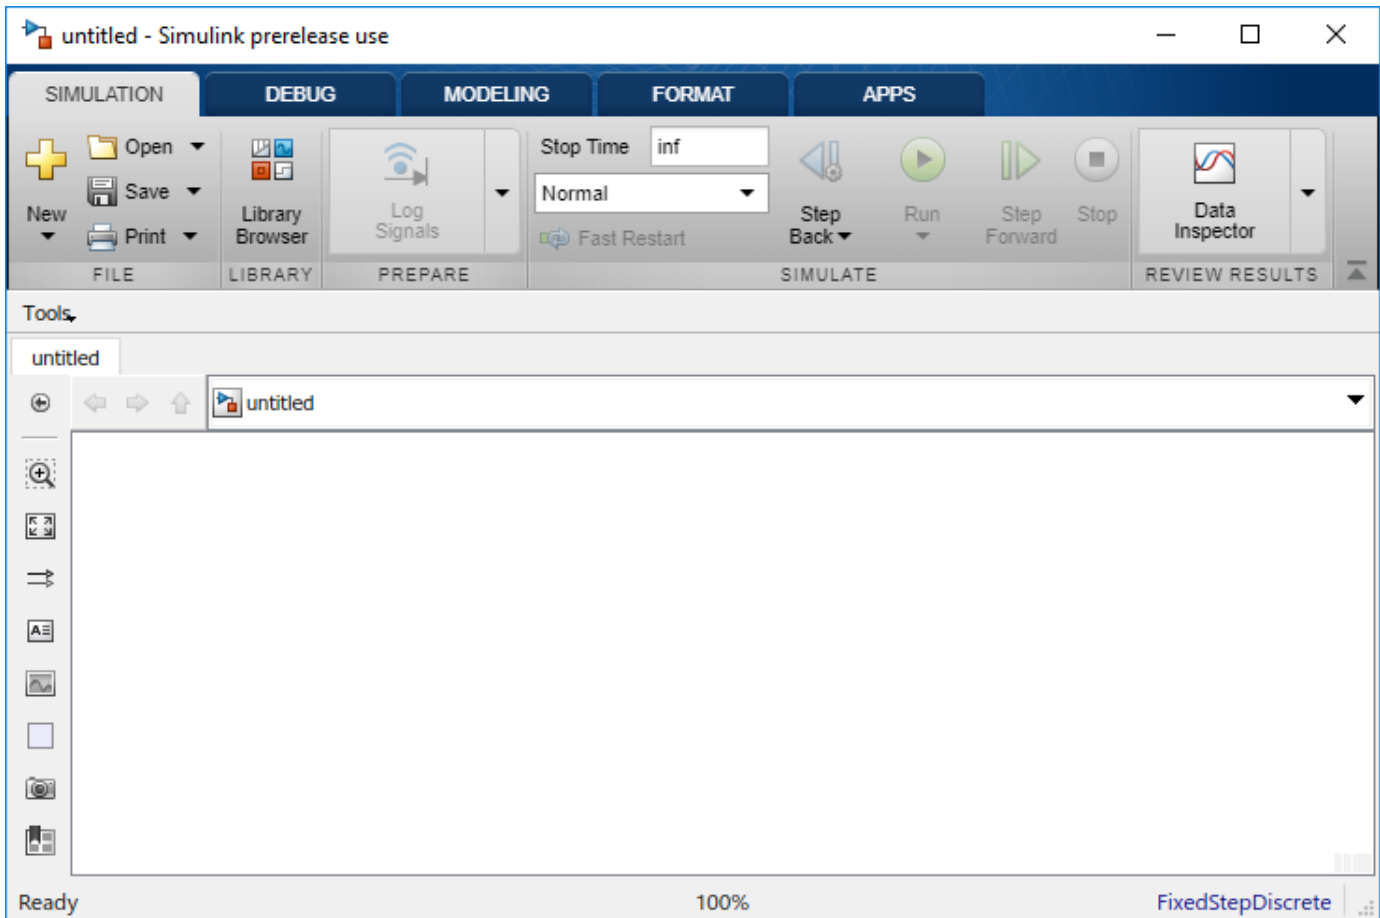 untitled - Simulink prerelease use
SIMULATION DEBUG MODELING FORMAT APPS
New
Open
Save
Print
FILE
Library
Browser
LIBRARY
Log
Signals
PREPARE
Stop Time inf
Normal
Fast Restart
Step
Back
Run
Step
Forward
Stop
SIMULATE
Data
Inspector
REVIEW RESULTS
Tools
untitled
untitled
A
Ready 100% FixedStepDiscrete